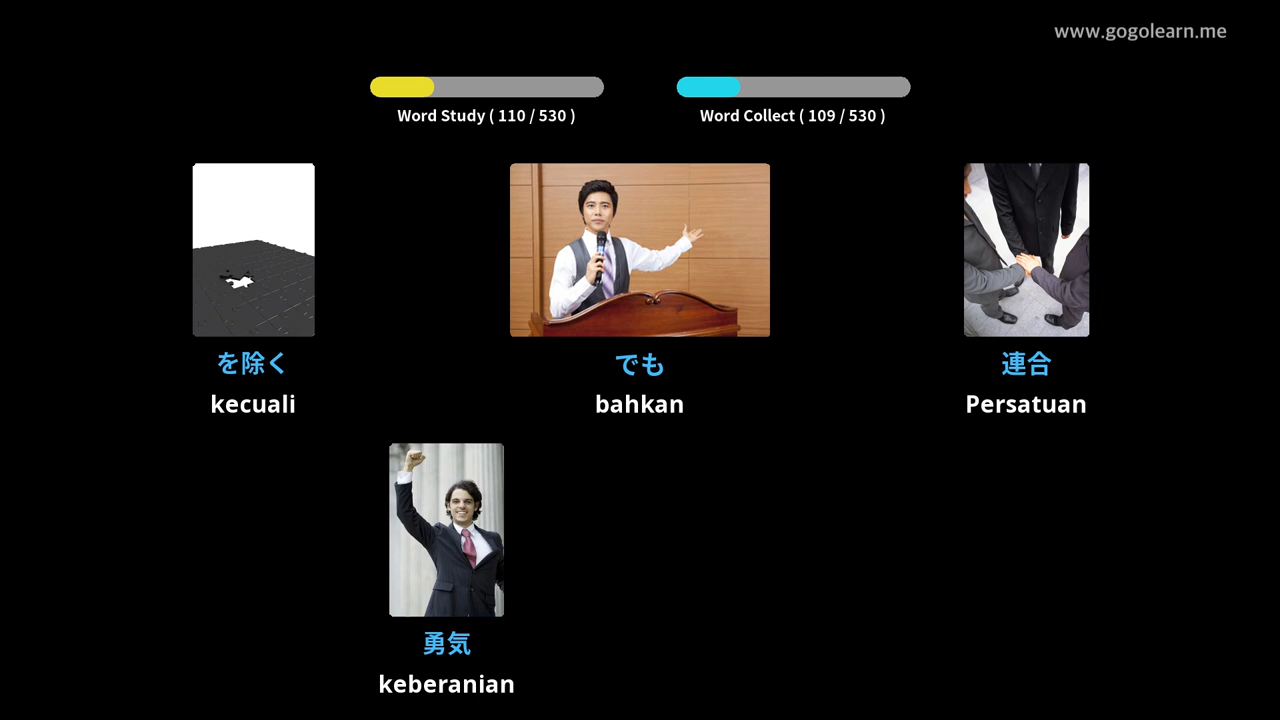 www.gogolearn.me
Word Study ( 110 / 530 )
Word Collect ( 109 / 530 )
を除く
kecuali
でも
bahkan
連合
Persatuan
勇気
keberanian